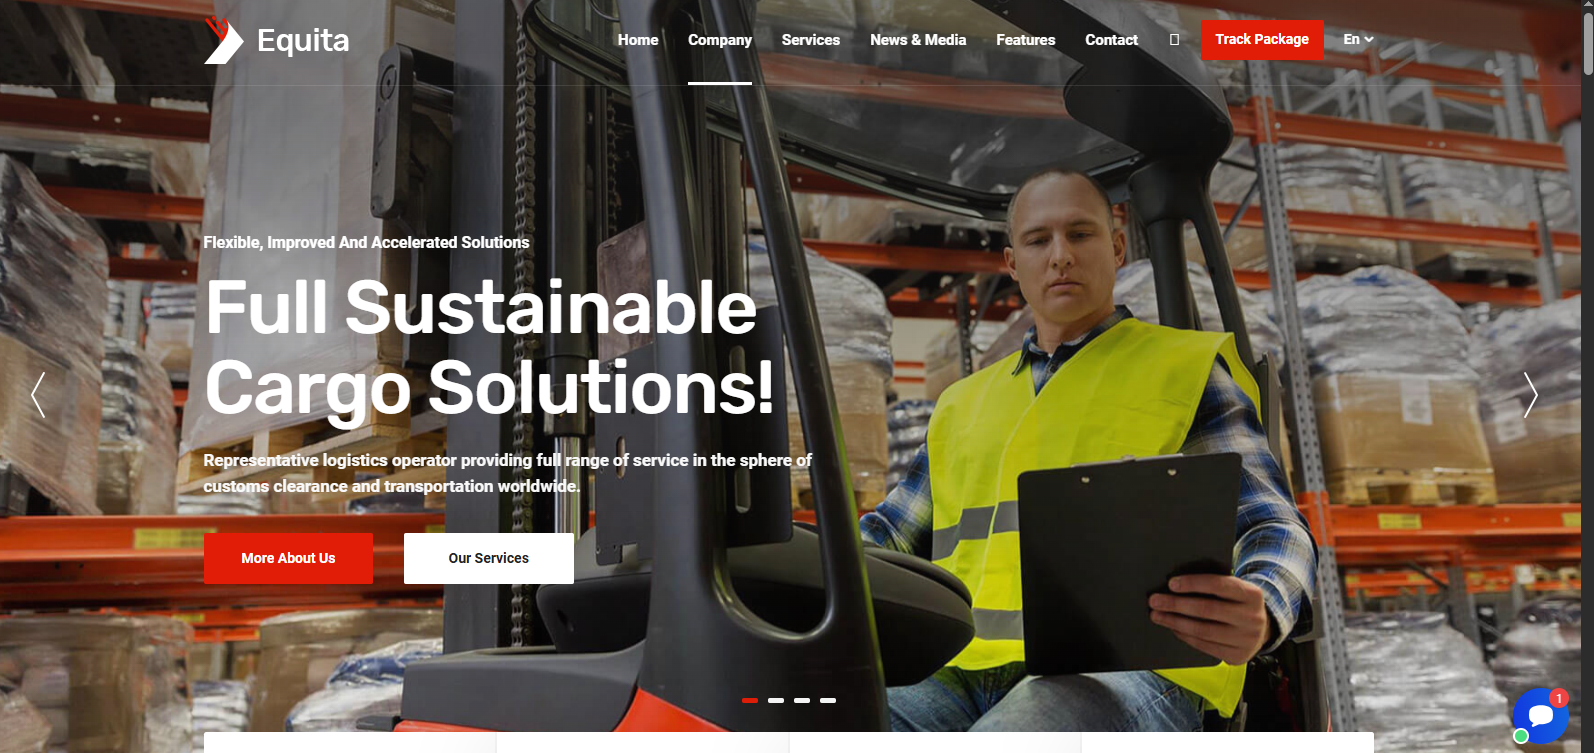 Equita
Home Company Services News & Media Features Contact Track Package En
Flexible, Improved And Accelerated Solutions
Full Sustainable
Cargo Solutions!
Representative logistics operator providing full range of service in the sphere of
customs clearance and transportation worldwide.
More About Us Our Services
1